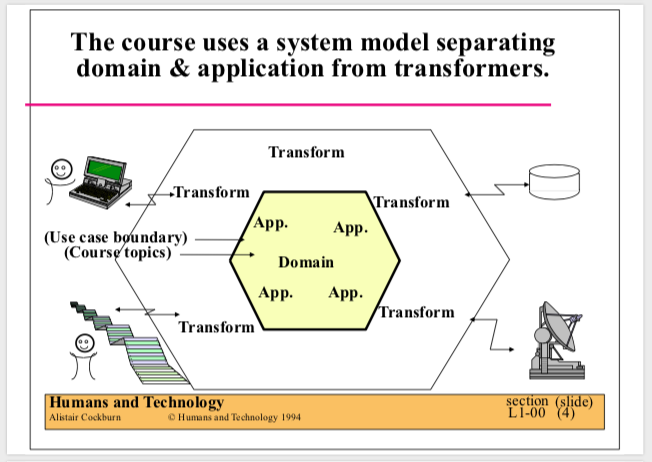 The course uses a system model separating
domain & application from transformers.
Transform
Transform
Transform
App.
App.
(Use case boundary)
(Course topics)
Domain
App.
App.
Transform
Transform
Humans and Technology
Alistair Cockburn © Humans and Technology 1994
section (slide)
L1-00 (4)